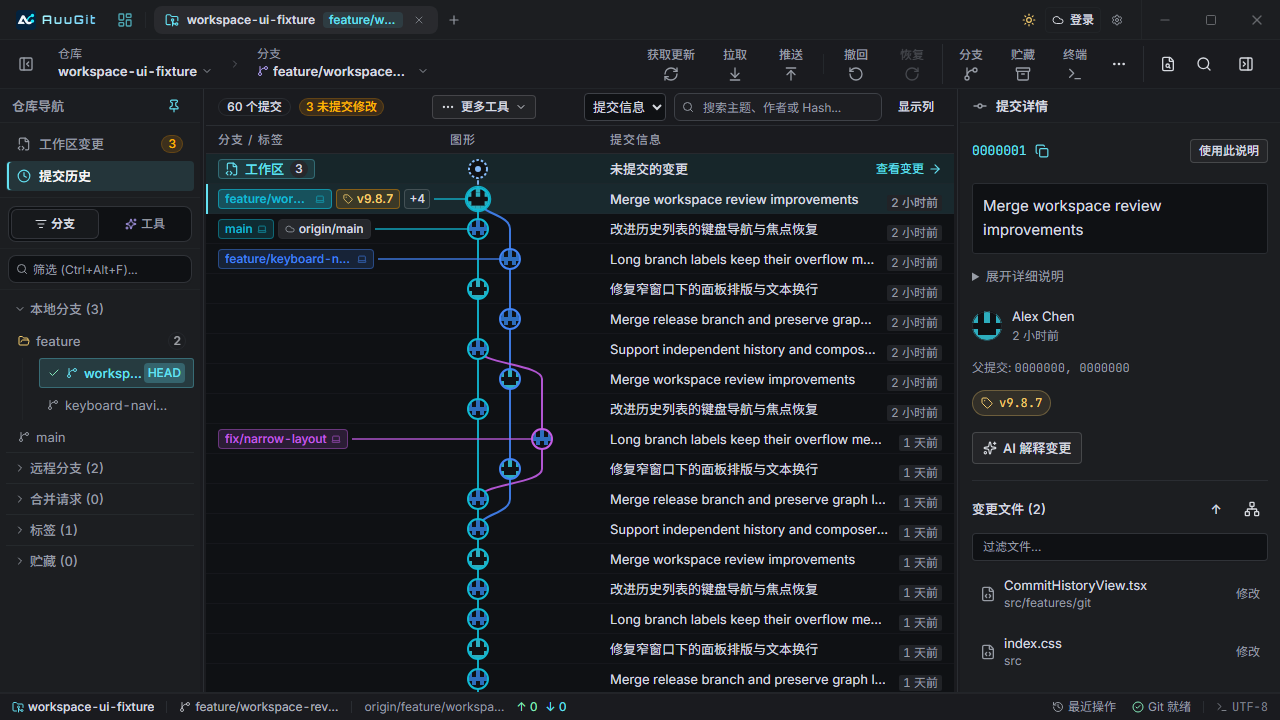 AuuGit
workspace-ui-fixture feature/w...
登录
仓库
workspace-ui-fixture
分支
feature/workspace...
获取更新 拉取 推送 撤回 恢复 分支 贮藏 终端
仓库导航
工作区变更 3
提交历史
分支 工具
筛选 (Ctrl+Alt+F)...
本地分支 (3)
feature 2
worksp... HEAD
keyboard-navi...
main
远程分支 (2)
合并请求 (0)
标签 (1)
贮藏 (0)
60 个提交 3 未提交修改 更多工具 提交信息 搜索主题、作者或 Hash... 显示列
分支 / 标签 图形 提交信息
工作区 3 未提交的变更 查看变更
feature/wor... v9.8.7 +4 Merge workspace review improvements 2 小时前
main origin/main 改进历史列表的键盘导航与焦点恢复 2 小时前
feature/keyboard-n... Long branch labels keep their overflow m... 2 小时前
修复窄窗口下的面板排版与文本换行 2 小时前
Merge release branch and preserve grap... 2 小时前
Support independent history and compos... 2 小时前
Merge workspace review improvements 2 小时前
改进历史列表的键盘导航与焦点恢复 2 小时前
fix/narrow-layout Long branch labels keep their overflow me... 1 天前
修复窄窗口下的面板排版与文本换行 1 天前
Merge release branch and preserve graph l... 1 天前
Support independent history and composer... 1 天前
Merge workspace review improvements 1 天前
改进历史列表的键盘导航与焦点恢复 1 天前
Long branch labels keep their overflow me... 1 天前
修复窄窗口下的面板排版与文本换行 1 天前
Merge release branch and preserve graph l... 1 天前
提交详情
0000001 使用此说明
Merge workspace review
improvements
展开详细说明
Alex Chen
2 小时前
父提交: 0000000, 0000000
v9.8.7
AI 解释变更
变更文件 (2)
过滤文件...
CommitHistoryView.tsx
src/features/git
修改
index.css
src
修改
workspace-ui-fixture feature/workspace-rev... origin/feature/workspa... 0 0 最近操作 Git 就绪 UTF-8